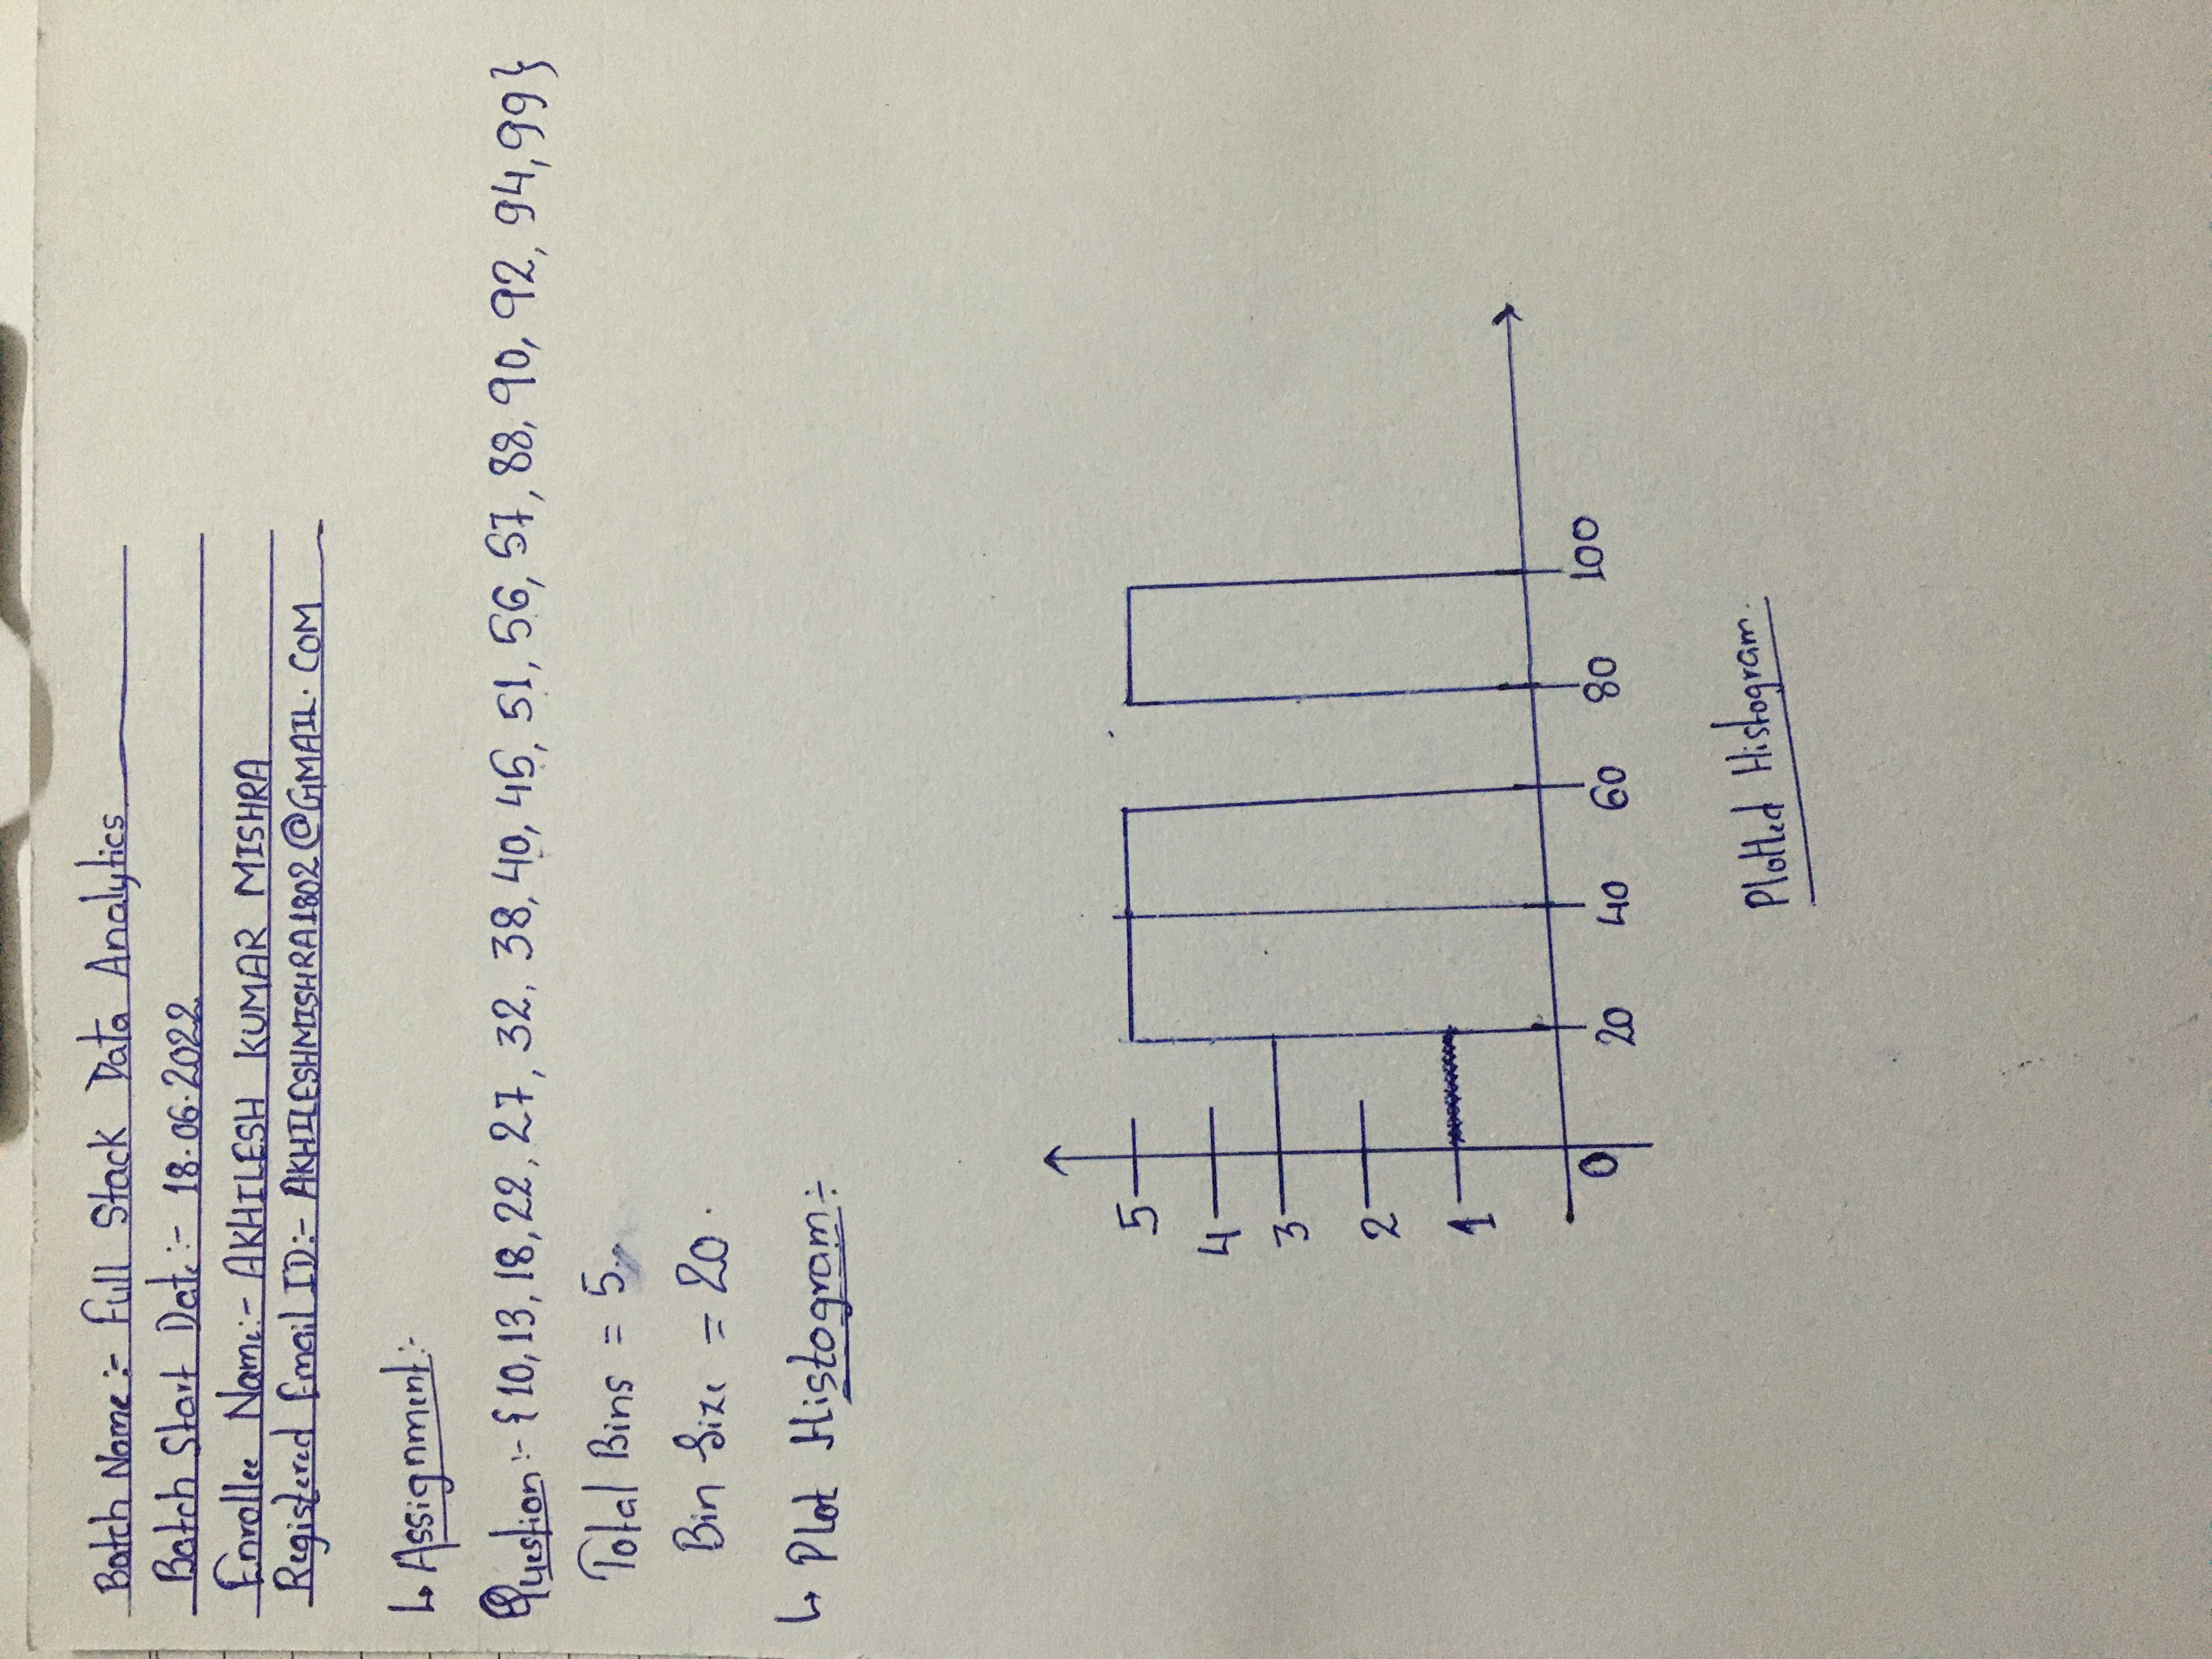 Batch Name:- Full Stack Data Analytics
Batch Start Date:- 18.06.2022
Enrollee Name:- AKHILESH KUMAR MISHRA
Registered Email ID:- AKHILESHMISHRA1802@GMAIL.COM
↳ Assignment:-
Question:- {10, 13, 18, 22, 27, 32, 38, 40, 45, 51, 56, 57, 88, 90, 92, 94, 99}
Total Bins = 5
Bin Size = 20.
↳ Plot Histogram:-
5
4
3
2
1
0 20 40 60 80 100
Plotted Histogram.